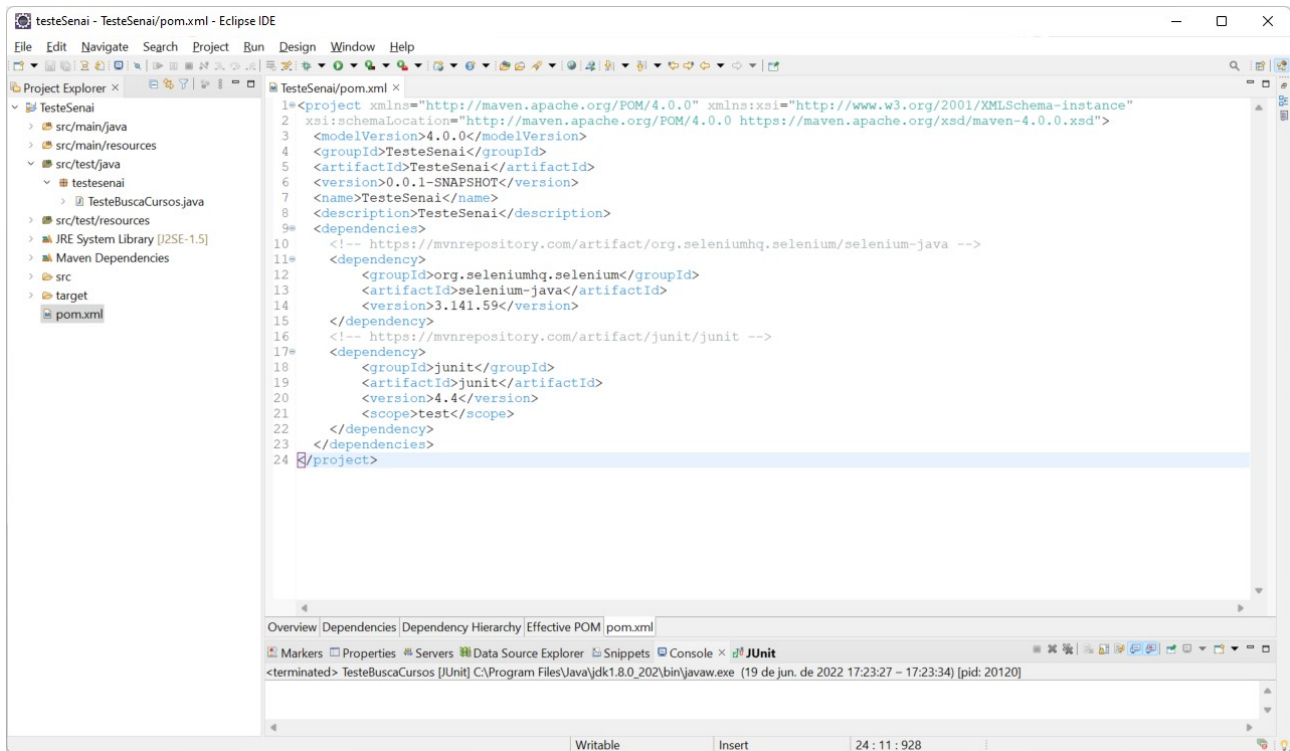 testeSenai - TesteSenai/pom.xml - Eclipse IDE
File Edit Navigate Search Project Run Design Window Help
Project Explorer ×
TesteSenai
src/main/java
src/main/resources
src/test/java
testesenai
TesteBuscaCursos.java
src/test/resources
JRE System Library [J2SE-1.5]
Maven Dependencies
src
target
pom.xml
TesteSenai/pom.xml ×
1 <project xmlns="http://maven.apache.org/POM/4.0.0" xmlns:xsi="http://www.w3.org/2001/XMLSchema-instance"
2 xsi:schemaLocation="http://maven.apache.org/POM/4.0.0 https://maven.apache.org/xsd/maven-4.0.0.xsd">
3 <modelVersion>4.0.0</modelVersion>
4 <groupId>TesteSenai</groupId>
5 <artifactId>TesteSenai</artifactId>
6 <version>0.0.1-SNAPSHOT</version>
7 <name>TesteSenai</name>
8 <description>TesteSenai</description>
9 <dependencies>
10 <!-- https://mvnrepository.com/artifact/org.seleniumhq.selenium/selenium-java -->
11 <dependency>
12 <groupId>org.seleniumhq.selenium</groupId>
13 <artifactId>selenium-java</artifactId>
14 <version>3.141.59</version>
15 </dependency>
16 <!-- https://mvnrepository.com/artifact/junit/junit -->
17 <dependency>
18 <groupId>junit</groupId>
19 <artifactId>junit</artifactId>
20 <version>4.4</version>
21 <scope>test</scope>
22 </dependency>
23 </dependencies>
24 </project>
Overview Dependencies Dependency Hierarchy Effective POM pom.xml
Markers Properties Servers Data Source Explorer Snippets Console × JUnit
<terminated> TesteBuscaCursos [JUnit] C:\Program Files\Java\jdk1.8.0_202\bin\javaw.exe (19 de jun. de 2022 17:23:27 – 17:23:34) [pid: 20120]
Writable Insert 24 : 11 : 928